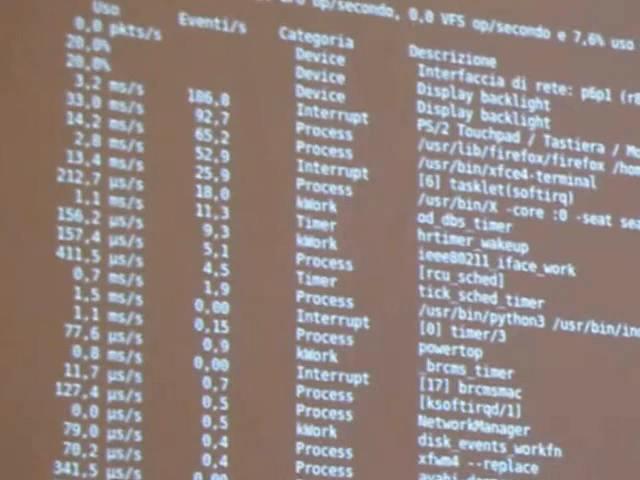 op/secondo, 0,0 VFS op/secondo e 7,6% uso
Uso Eventi/s Categoria Descrizione
0,0 pkts/s Device Interfaccia di rete: p6p1
20,0% Device Display backlight
20,0% Device Display backlight
3,2 ms/s 186,8 Interrupt PS/2 Touchpad / Tastiera /
33,0 ms/s 92,7 Process /usr/lib/firefox/firefox
14,2 ms/s 65,2 Process /usr/bin/xfce4-terminal
2,8 ms/s 52,9 Interrupt [6] tasklet(softirq)
13,4 ms/s 25,9 Process /usr/bin/X -core :0 -seat
212,7 µs/s 18,0 kWork od_dbs_timer
1,1 ms/s 11,3 Timer hrtimer_wakeup
156,2 µs/s 9,3 kWork ieee80211_iface_work
157,4 µs/s 5,1 Process [rcu_sched]
411,5 µs/s 4,5 Timer tick_sched_timer
0,7 ms/s 1,9 Process /usr/bin/python3
1,5 ms/s 0,00 Interrupt [0] timer/3
1,1 ms/s 0,15 Process powertop
77,6 µs/s 0,9 kWork _brcms_timer
0,8 ms/s 0,00 Interrupt [17] brcmsmac
11,7 µs/s 0,7 Process [ksoftirqd/1]
127,4 µs/s 0,5 Process NetworkManager
0,0 µs/s 0,5 kWork disk_events_workfn
79,0 µs/s 0,4 Process xfwm4 --replace
70,2 µs/s 0,4 Process
341,5 µs/s